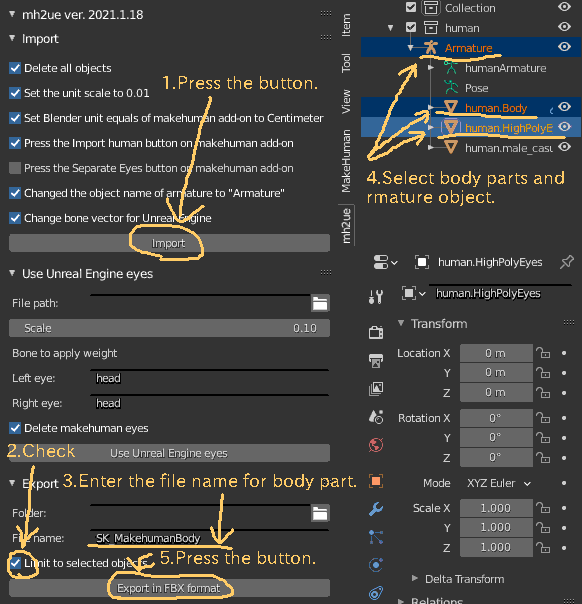 mh2ue ver. 2021.1.18
Import
Delete all objects
1.Press the button.
Set the unit scale to 0.01
Set Blender unit equals of makehuman add-on to Centimeter
Press the Import human button on makehuman add-on
Press the Separate Eyes button on makehuman add-on
Changed the object name of armature to "Armature"
Change bone vector for Unreal Engine
Import
Use Unreal Engine eyes
File path:
Scale 0.10
Bone to apply weight
Left eye: head
Right eye: head
Delete makehuman eyes
2.Check
Use Unreal Engine eyes
Export
3.Enter the file name for body part.
Folder:
File name: SK_MakehumanBody
Limit to selected objects
5.Press the button.
Export in FBX format
Item
Tool
View
MakeHuman
mh2ue
Collection
human
Armature
humanArmature
Pose
human.Body
human.HighPolyE
human.male_casu
4.Select body parts and
rmature object.
human.HighPolyEyes
human.HighPolyEyes
Transform
Location X 0 m
Y 0 m
Z 0 m
Rotation X 0°
Y 0°
Z 0°
Mode XYZ Euler
Scale X 1.000
Y 1.000
Z 1.000
Delta Transform
Relations